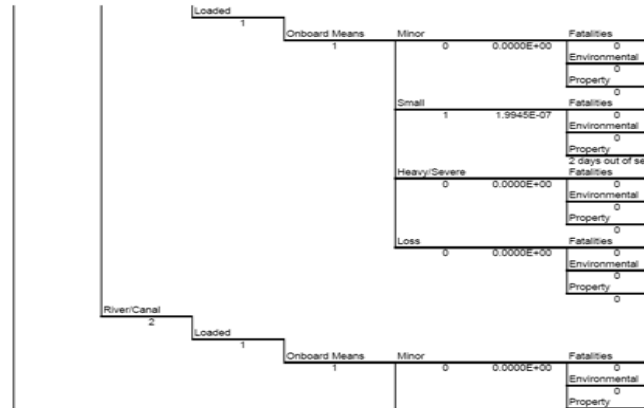 Loaded
1
Onboard Means Minor Fatalities
1 0 0.0000E+00 0
Environmental
0
Property
0
Small Fatalities
1 1.9945E-07 0
Environmental
0
Property
2 days out of se
Heavy/Severe Fatalities
0 0.0000E+00 0
Environmental
0
Property
0
Loss Fatalities
0 0.0000E+00 0
Environmental
0
Property
0
River/Canal
2
Loaded
1
Onboard Means Minor Fatalities
1 0 0.0000E+00 0
Environmental
0
Property